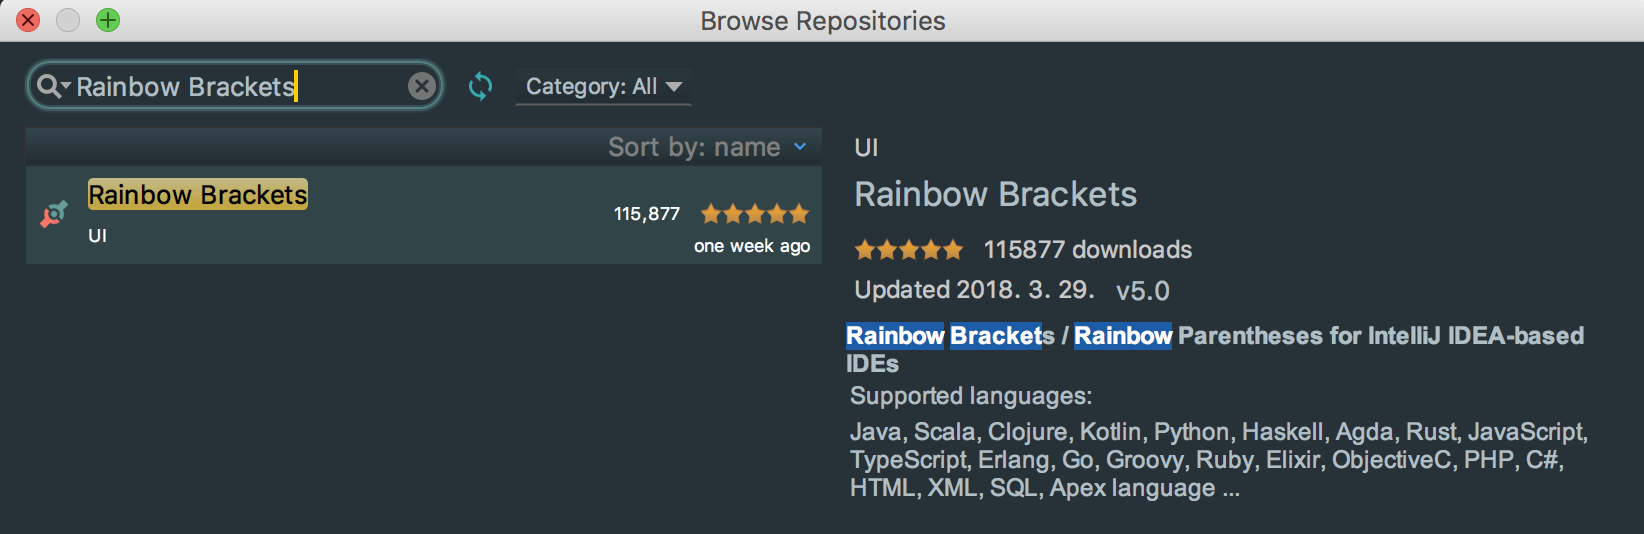 Browse Repositories
Rainbow Brackets
Category: All
Sort by: name
Rainbow Brackets
115,877
UI
one week ago
UI
Rainbow Brackets
115877 downloads
Updated 2018. 3. 29. v5.0
Rainbow Brackets / Rainbow Parentheses for IntelliJ IDEA-based
IDEs
Supported languages:
Java, Scala, Clojure, Kotlin, Python, Haskell, Agda, Rust, JavaScript,
TypeScript, Erlang, Go, Groovy, Ruby, Elixir, ObjectiveC, PHP, C#,
HTML, XML, SQL, Apex language ...